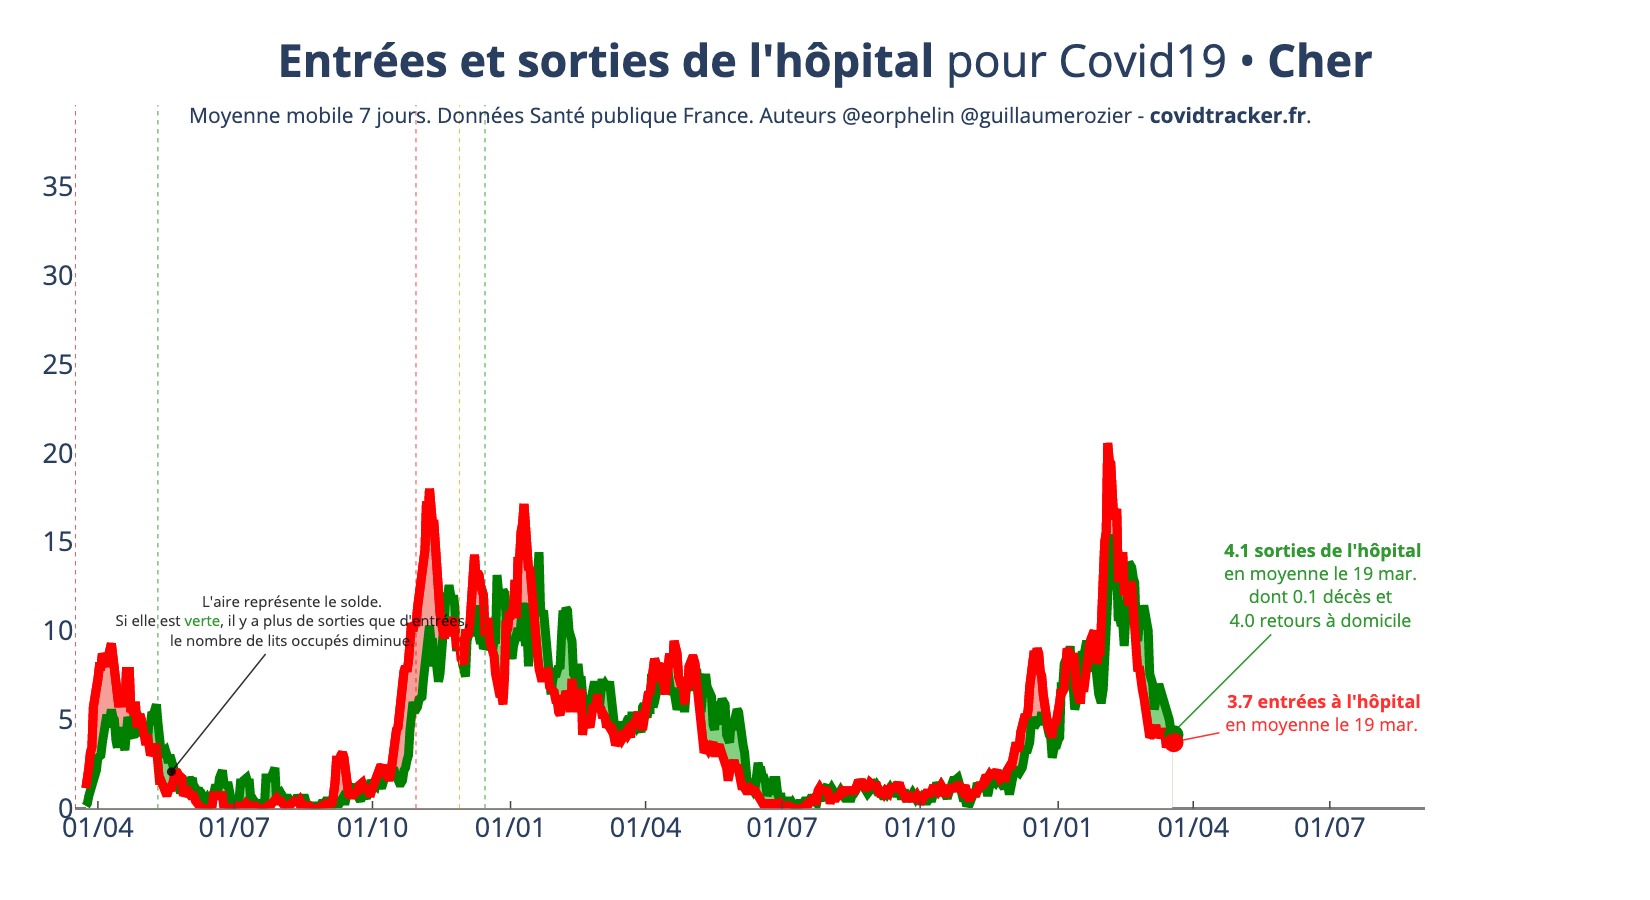 Entrées et sorties de l'hôpital pour Covid19 • Cher
Moyenne mobile 7 jours. Données Santé publique France. Auteurs @eorphelin @guillaumerozier - covidtracker.fr.
35
30
25
20
15
10
5
0
L'aire représente le solde.
Si elle est verte, il y a plus de sorties que d'entrées,
le nombre de lits occupés diminue
4.1 sorties de l'hôpital
en moyenne le 19 mar.
dont 0.1 décès et
4.0 retours à domicile
3.7 entrées à l'hôpital
en moyenne le 19 mar.
01/04 01/07 01/10 01/01 01/04 01/07 01/10 01/01 01/04 01/07